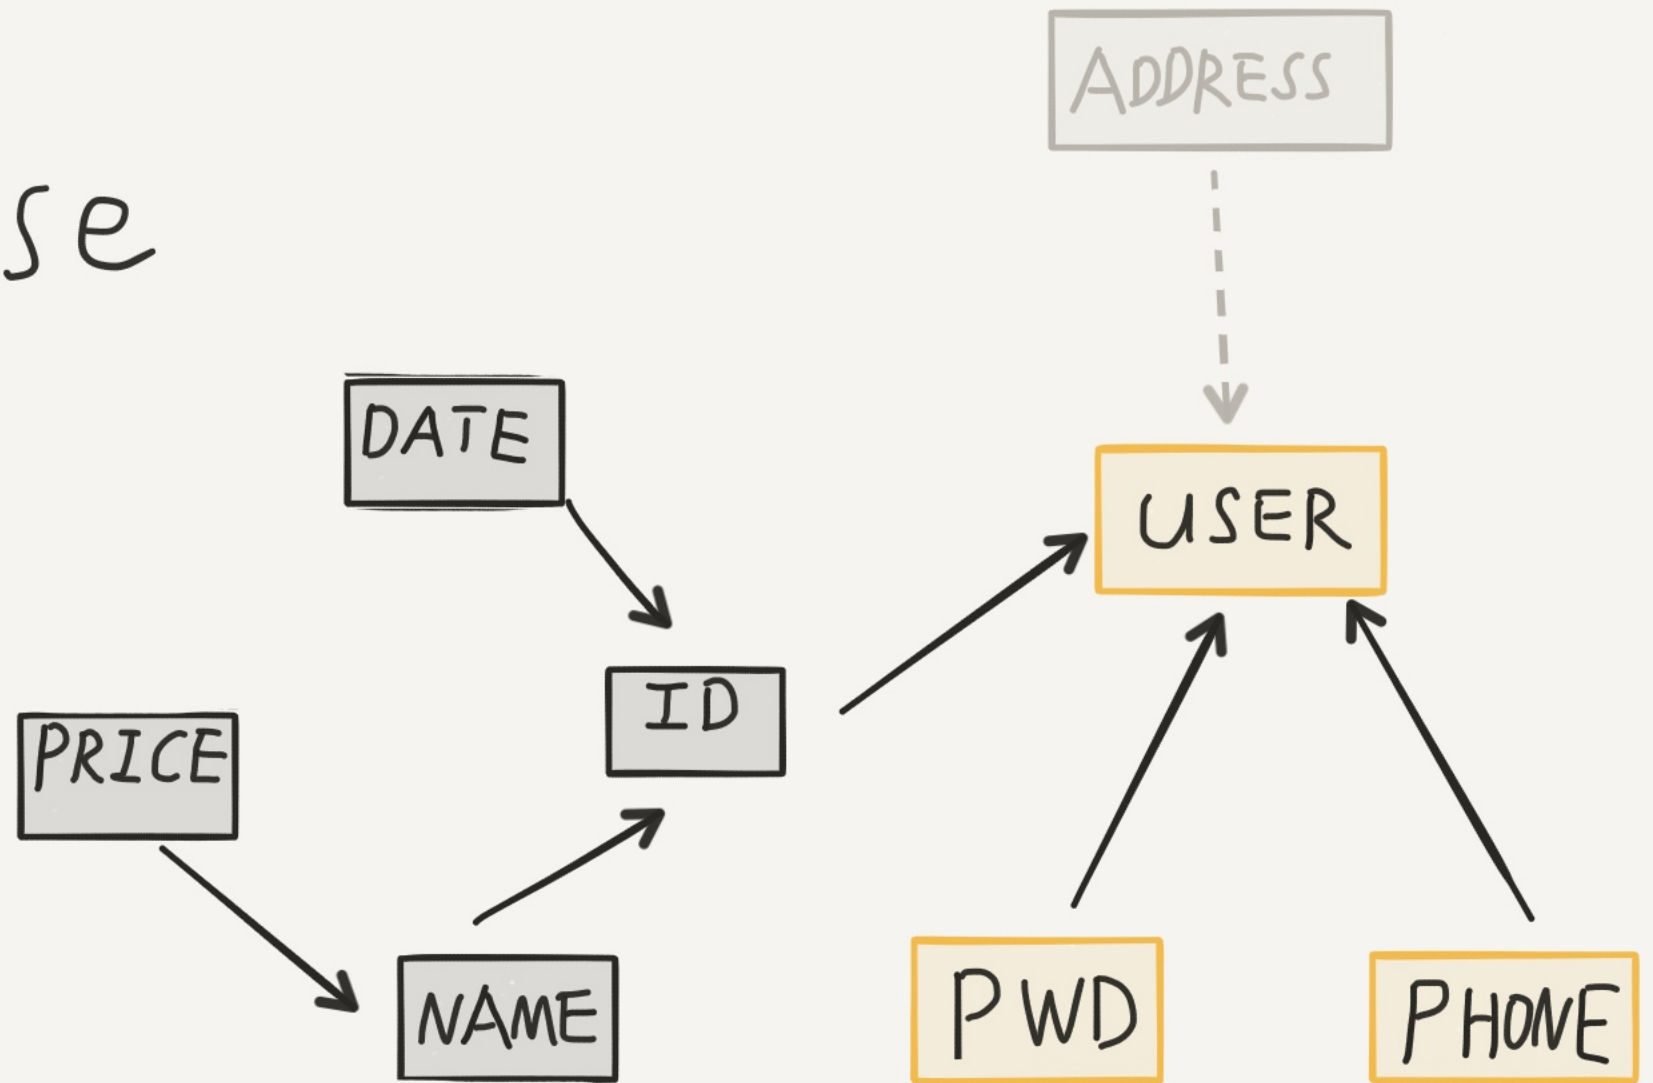 ADDRESS
se
DATE
USER
ID
PRICE
NAME
PWD
PHONE